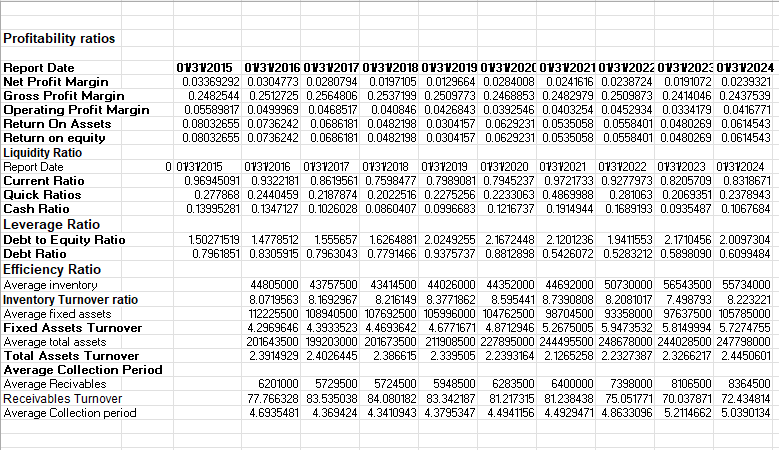 Profitability ratios
Report Date 01/31/2015 01/31/2016 01/31/2017 01/31/2018 01/31/2019 01/31/2020 01/31/2021 01/31/2022 01/31/2023 01/31/2024
Net Profit Margin 0.03369292 0.0304773 0.0280794 0.0197105 0.0129664 0.0284008 0.0241616 0.0238724 0.0191072 0.0239321
Gross Profit Margin 0.2482544 0.2512725 0.2564806 0.2537199 0.2509773 0.2468853 0.2482979 0.2509873 0.2414046 0.2437539
Operating Profit Margin 0.05589817 0.0499969 0.0468517 0.040846 0.0426843 0.0392546 0.0403254 0.0452934 0.0334179 0.0416771
Return On Assets 0.08032655 0.0736242 0.0686181 0.0482198 0.0304157 0.0629231 0.0535058 0.0558401 0.0480269 0.0614543
Return on equity 0.08032655 0.0736242 0.0686181 0.0482198 0.0304157 0.0629231 0.0535058 0.0558401 0.0480269 0.0614543
Liquidity Ratio
Report Date 0 01/31/2015 01/31/2016 01/31/2017 01/31/2018 01/31/2019 01/31/2020 01/31/2021 01/31/2022 01/31/2023 01/31/2024
Current Ratio 0.96945091 0.9322181 0.8619561 0.7598477 0.7989081 0.7945237 0.9721733 0.9277973 0.8205709 0.8318671
Quick Ratios 0.277868 0.2440459 0.2187874 0.2022516 0.2275256 0.2233063 0.4869988 0.281063 0.2069351 0.2378943
Cash Ratio 0.13995281 0.1347127 0.1026028 0.0860407 0.0996683 0.1216737 0.1914944 0.1689193 0.0935487 0.1067684
Leverage Ratio
Debt to Equity Ratio 1.50271519 1.4778512 1.555657 1.6264881 2.0249255 2.1672448 2.1201236 1.9411553 2.1710456 2.0097304
Debt Ratio 0.7961851 0.8305915 0.7963043 0.7791466 0.9375737 0.8812898 0.5426072 0.5283212 0.5898090 0.6099484
Efficiency Ratio
Average inventory 44805000 43757500 43414500 44026000 44352000 44692000 50730000 56543500 55734000
Inventory Turnover ratio 8.0719563 8.1692967 8.216149 8.3771862 8.595441 8.7390808 8.2081017 7.498793 8.223221
Average fixed assets 112225500 108940500 107692500 105996000 104762500 98704500 93358000 97637500 105785000
Fixed Assets Turnover 4.2969646 4.3933523 4.4693642 4.6771671 4.8712946 5.2675005 5.9473532 5.8149994 5.7274755
Average total assets 201643500 199203000 201673500 211908500 227895000 244495500 248678000 244028500 247798000
Total Assets Turnover 2.3914929 2.4026445 2.386615 2.339505 2.2393164 2.1265258 2.2327387 2.3266217 2.4450601
Average Collection Period
Average Recivables 6201000 5729500 5724500 5948500 6283500 6400000 7398000 8106500 8364500
Receivables Turnover 77.766328 83.535038 84.080182 83.342187 81.217315 81.238438 75.051771 70.037871 72.434814
Average Collection period 4.6935481 4.369424 4.3410943 4.3795347 4.4941156 4.4929471 4.8633096 5.2114662 5.0390134